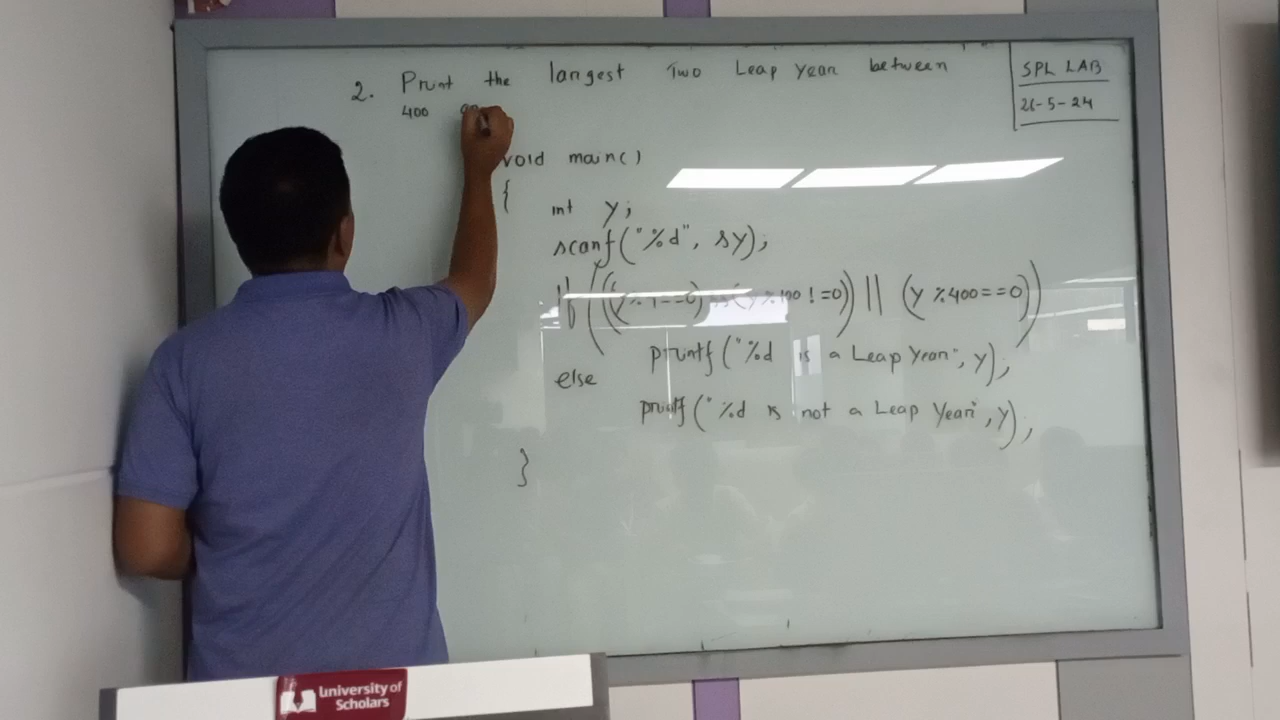 2. Print the largest Two Leap year between
400
SPL LAB
26-5-24
void main()
{
int y;
scanf("%d", &y);
if(((y%4==0)&&(y%100!=0))||(y%400==0))
printf("%d is a Leap Year", y);
else
printf("%d is not a Leap Year", y);
}
University of
Scholars